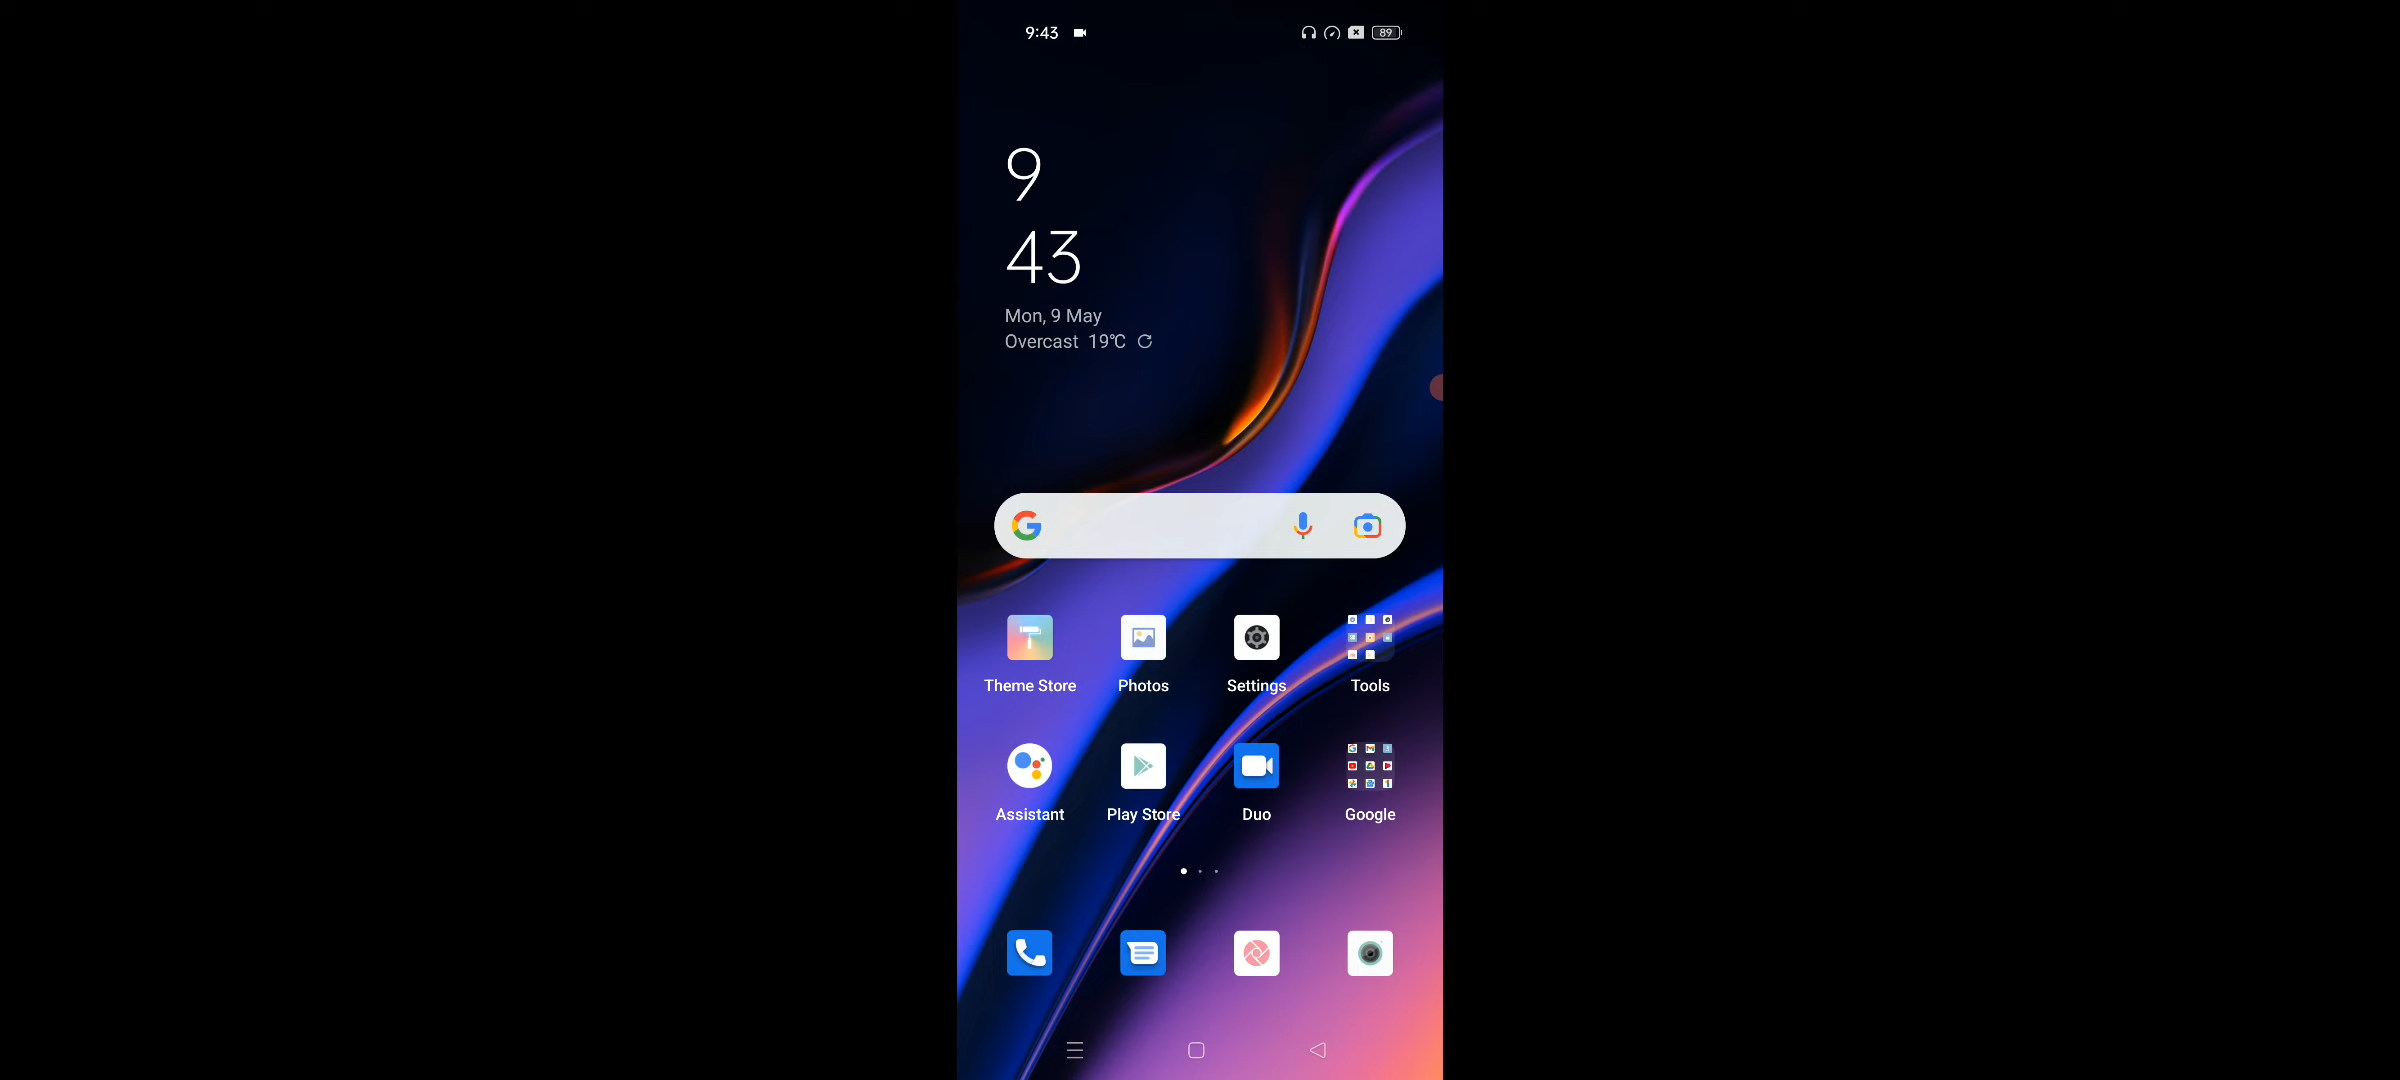 9:43
89
9
43
Mon, 9 May
Overcast 19°C
Theme Store Photos Settings Tools
Assistant Play Store Duo Google